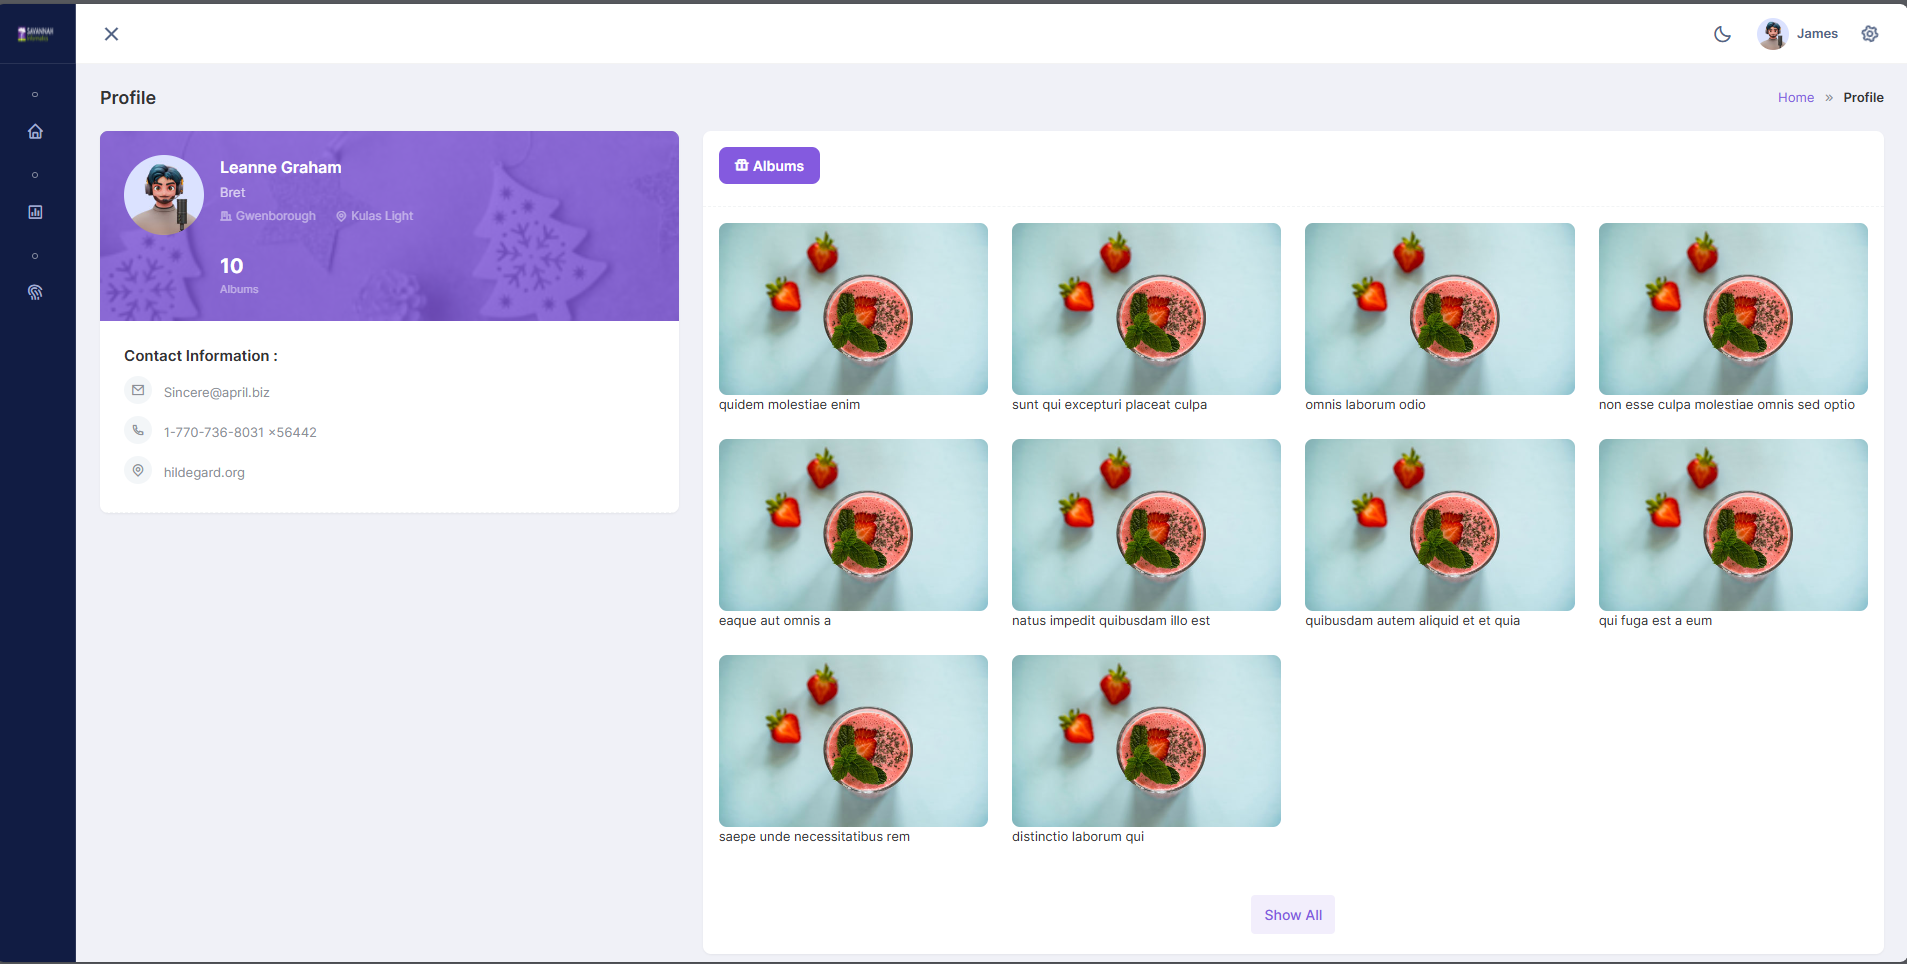 SAVANNAH
James
Profile
Home » Profile
Leanne Graham
Bret
Gwenborough Kulas Light
10
Albums
Contact Information :
Sincere@april.biz
1-770-736-8031 x56442
hildegard.org
Albums
quidem molestiae enim
sunt qui excepturi placeat culpa
omnis laborum odio
non esse culpa molestiae omnis sed optio
eaque aut omnis a
natus impedit quibusdam illo est
quibusdam autem aliquid et et quia
qui fuga est a eum
saepe unde necessitatibus rem
distinctio laborum qui
Show All